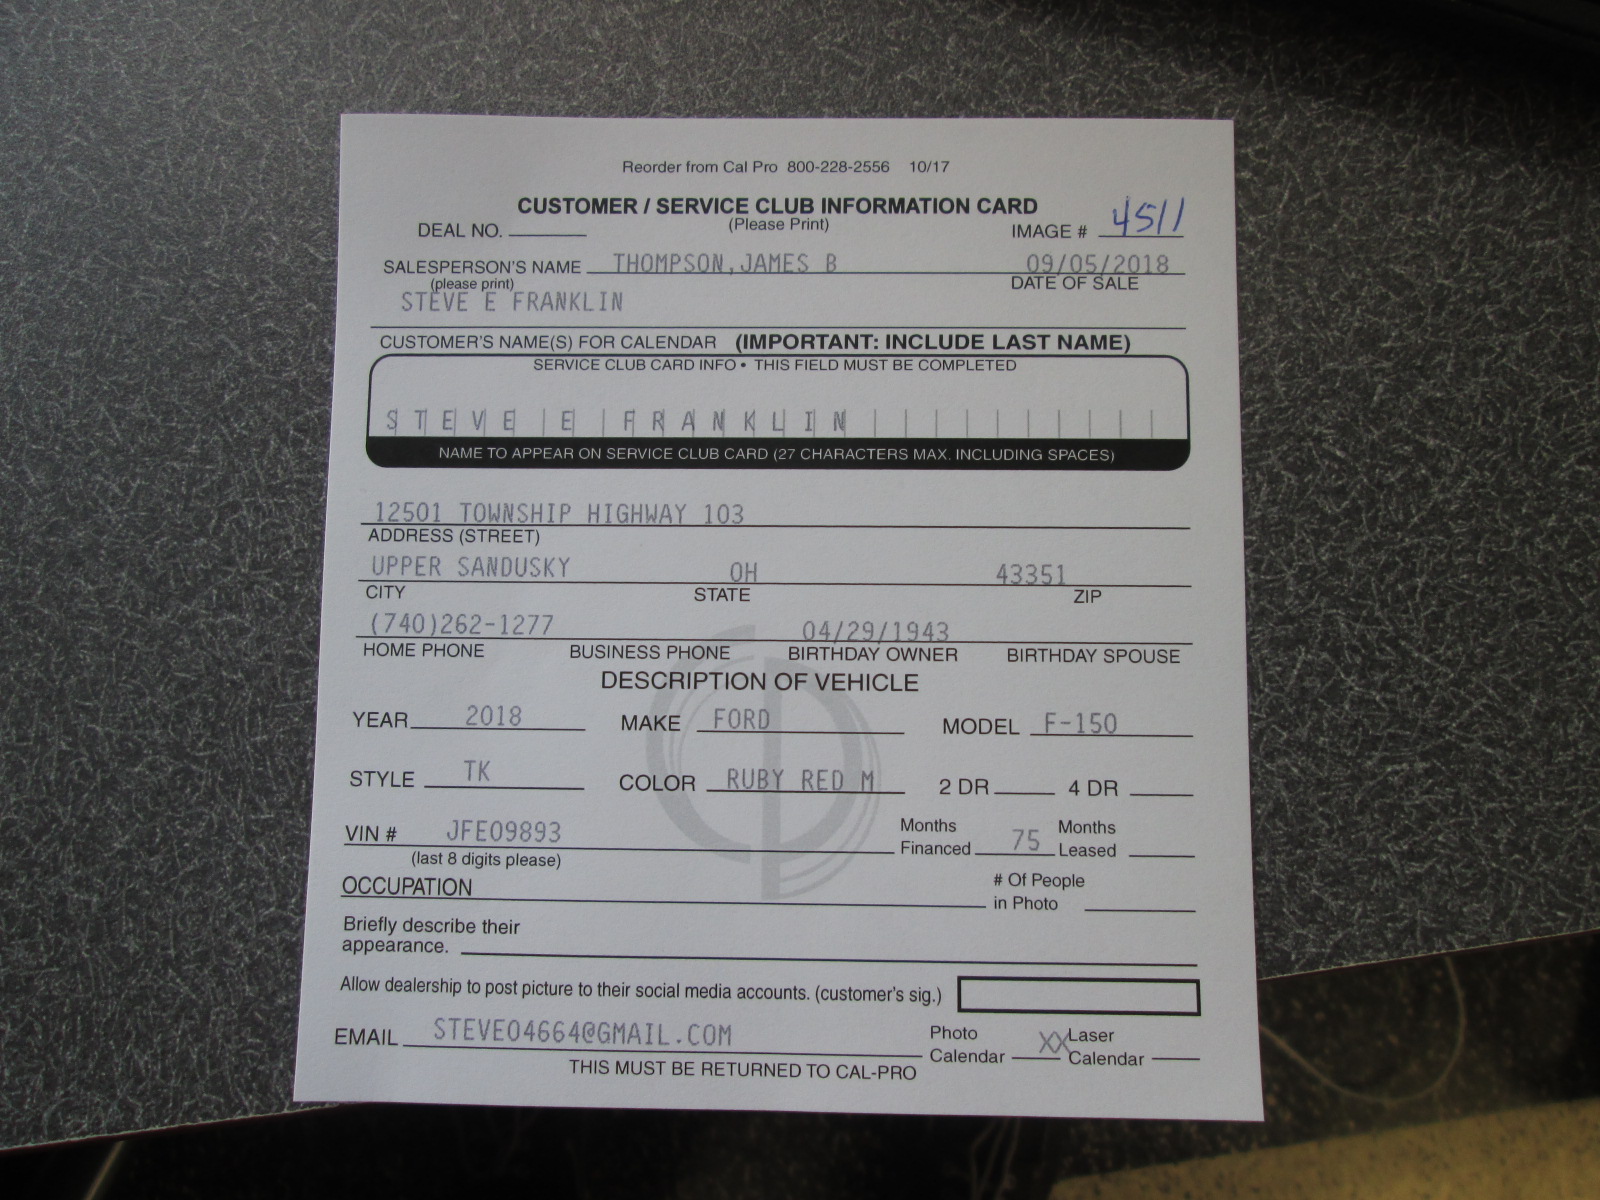 Reorder from Cal Pro 800-228-2556 10/17
CUSTOMER / SERVICE CLUB INFORMATION CARD
(Please Print)
DEAL NO. IMAGE # 4511
SALESPERSON'S NAME THOMPSON,JAMES B 09/05/2018
(please print) DATE OF SALE
STEVE E FRANKLIN
CUSTOMER'S NAME(S) FOR CALENDAR (IMPORTANT: INCLUDE LAST NAME)
SERVICE CLUB CARD INFO • THIS FIELD MUST BE COMPLETED
STEVE E FRANKLIN
NAME TO APPEAR ON SERVICE CLUB CARD (27 CHARACTERS MAX. INCLUDING SPACES)
12501 TOWNSHIP HIGHWAY 103
ADDRESS (STREET)
UPPER SANDUSKY OH 43351
CITY STATE ZIP
(740)262-1277 04/29/1943
HOME PHONE BUSINESS PHONE BIRTHDAY OWNER BIRTHDAY SPOUSE
DESCRIPTION OF VEHICLE
YEAR 2018 MAKE FORD MODEL F-150
STYLE TK COLOR RUBY RED M 2 DR 4 DR
VIN # JFE09893 Months Financed 75 Months Leased
(last 8 digits please)
OCCUPATION # Of People in Photo
Briefly describe their
appearance.
Allow dealership to post picture to their social media accounts. (customer's sig.)
EMAIL STEVE04664@GMAIL.COM Photo Calendar XX Laser Calendar
THIS MUST BE RETURNED TO CAL-PRO